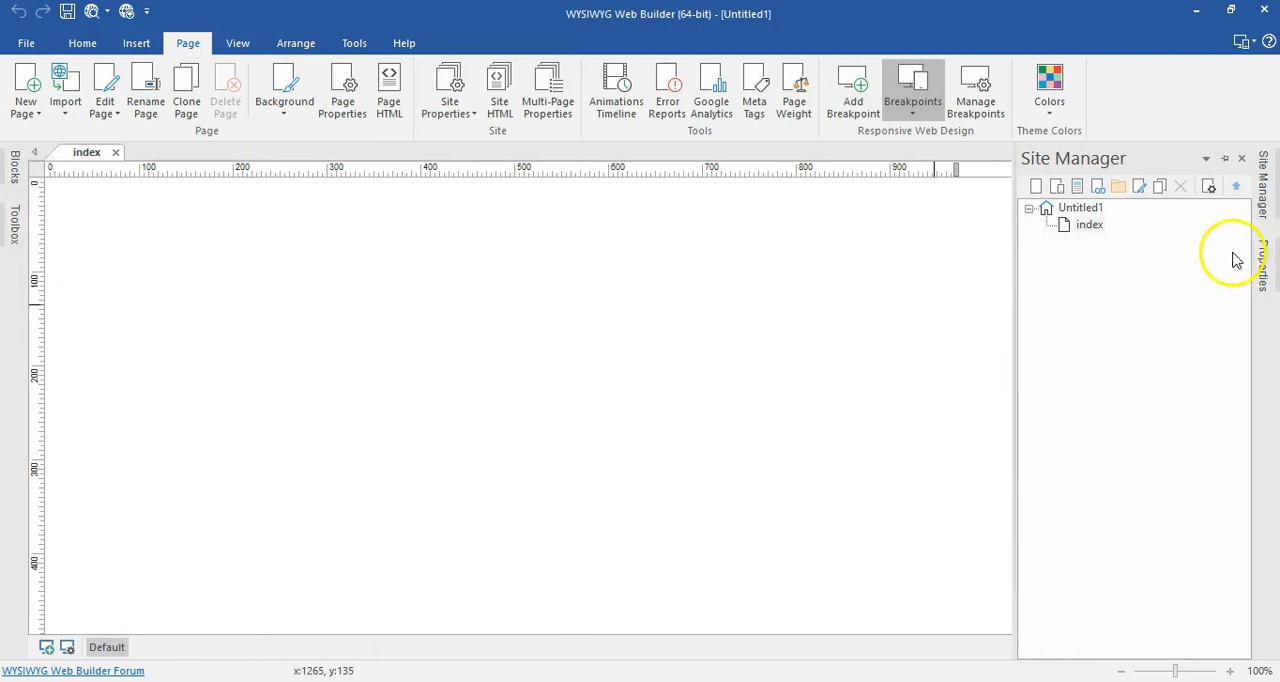 WYSIWYG Web Builder (64-bit) - [Untitled1]
File Home Insert Page View Arrange Tools Help
New Page
Import
Edit Page
Rename Page
Clone Page
Delete Page
Background
Page Properties
Page HTML
Page
Site Properties
Site HTML
Multi-Page Properties
Site
Animations Timeline
Error Reports
Google Analytics
Meta Tags
Page Weight
Tools
Add Breakpoint
Breakpoints
Manage Breakpoints
Responsive Web Design
Colors
Theme Colors
Blocks
Toolbox
index
0 100 200 300 400 500 600 700 800 900
0
100
200
300
400
Site Manager
Untitled1
index
Site Manager
Properties
Default
WYSIWYG Web Builder Forum
x:1265, y:135
100%